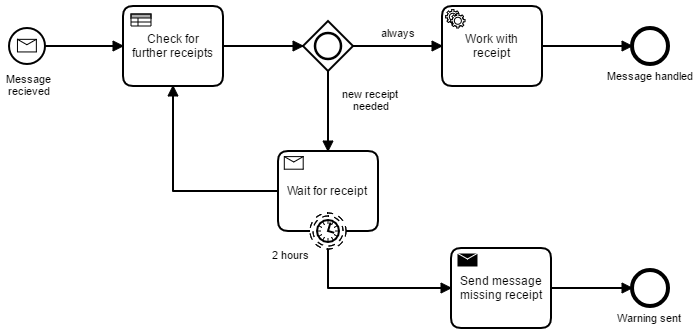 Message
recieved
Check for
further receipts
always
Work with
receipt
Message handled
new receipt
needed
Wait for receipt
2 hours
Send message
missing receipt
Warning sent